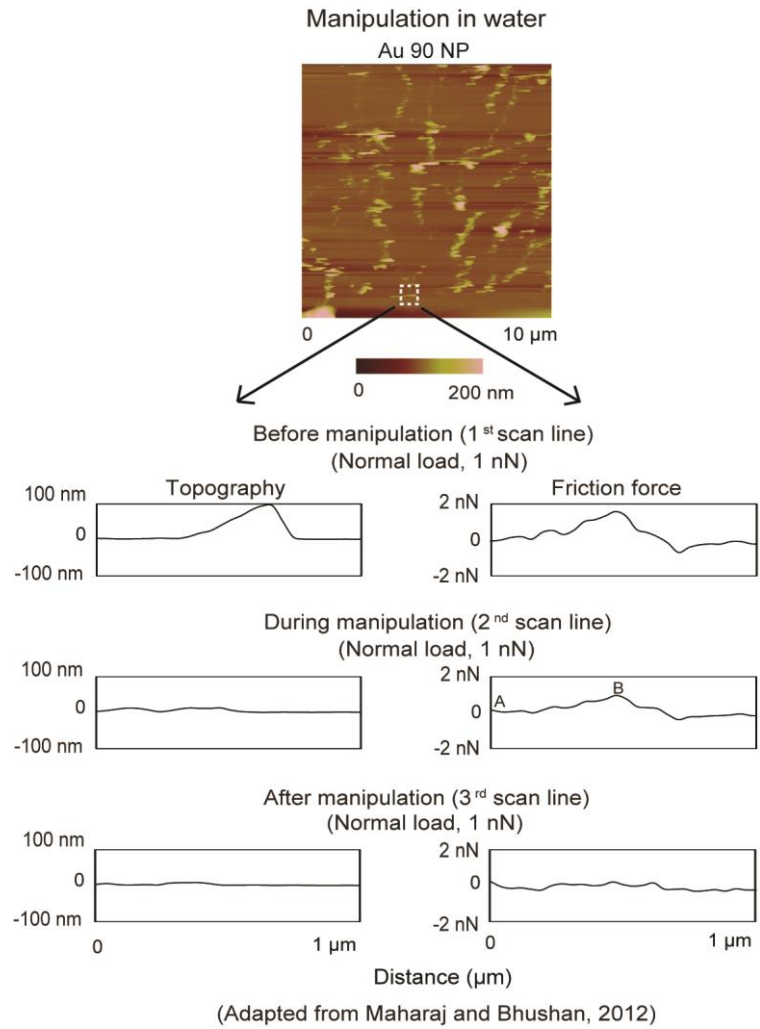 Manipulation in water
Au 90 NP
0 10 µm
0 200 nm
Before manipulation (1st scan line)
(Normal load, 1 nN)
Topography Friction force
100 nm
0
-100 nm
2 nN
0
-2 nN
During manipulation (2nd scan line)
(Normal load, 1 nN)
100 nm
0
-100 nm
2 nN
0
-2 nN
A
B
After manipulation (3rd scan line)
(Normal load, 1 nN)
100 nm
0
-100 nm
2 nN
0
-2 nN
0 1 µm
0 1 µm
Distance (µm)
(Adapted from Maharaj and Bhushan, 2012)